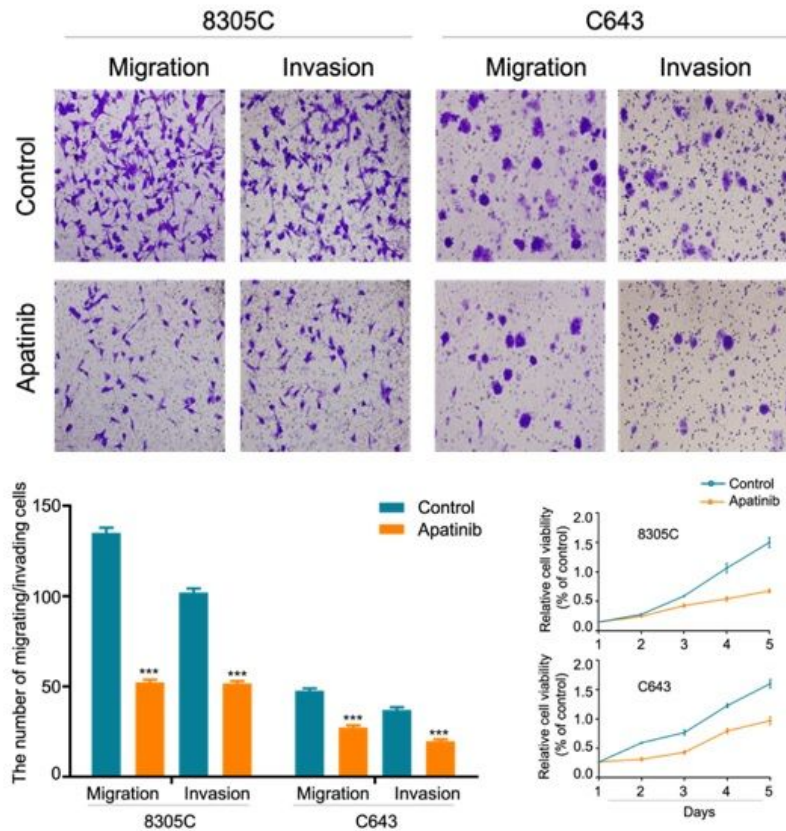 8305C C643
Migration Invasion Migration Invasion
Control
Apatinib
The number of migrating/invading cells
150
100
50
0
Control
Apatinib
***
***
***
***
Migration Invasion Migration Invasion
8305C C643
Control
Apatinib
Relative cell viability
(% of control)
2.0
1.5
1.0
0.5
0.0
8305C
1 2 3 4 5
Relative cell viability
(% of control)
2.0
1.5
1.0
0.5
0.0
C643
1 2 3 4 5
Days